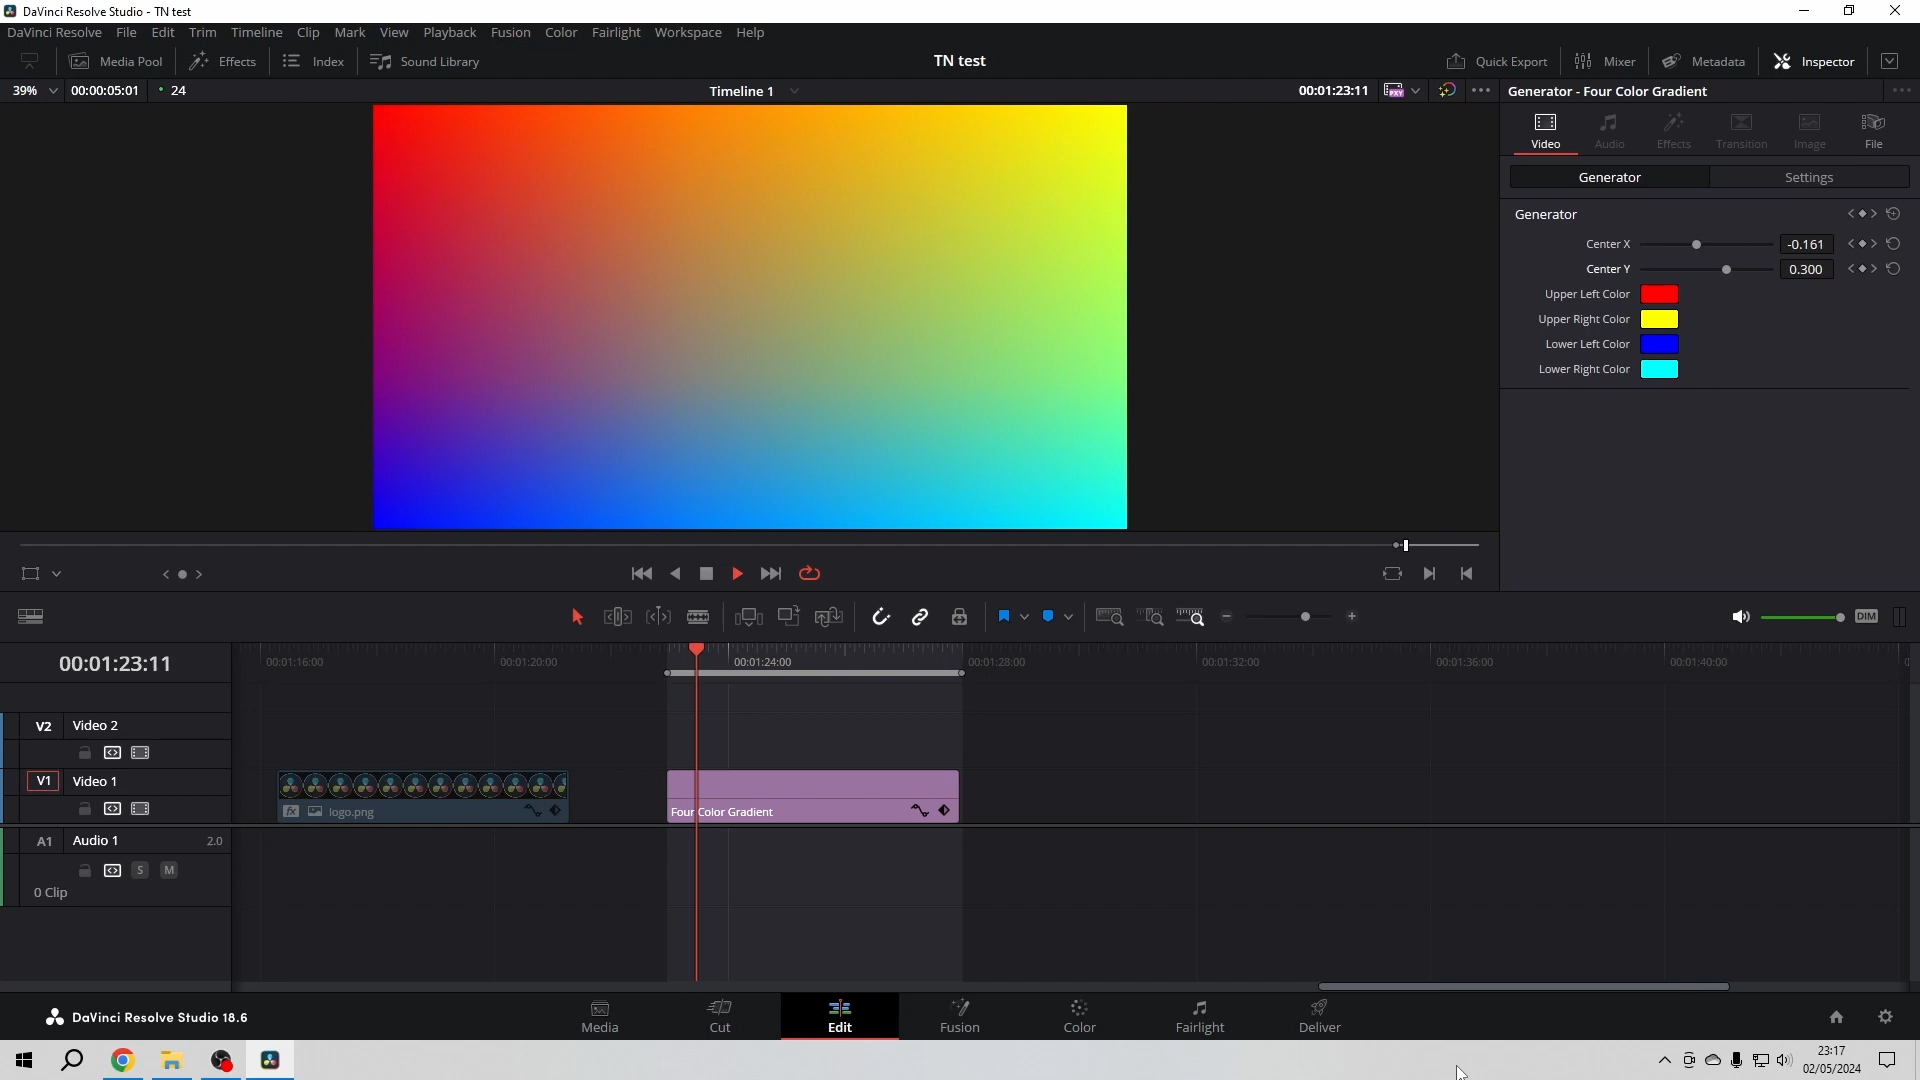 DaVinci Resolve Studio - TN test
DaVinci Resolve File Edit Trim Timeline Clip Mark View Playback Fusion Color Fairlight Workspace Help
Media Pool Effects Index Sound Library TN test Quick Export Mixer Metadata Inspector
39% 00:00:05:01 24 Timeline 1 00:01:23:11 PXY Generator - Four Color Gradient
Video Audio Effects Transition Image File
Generator Settings
Generator
Center X -0.161
Center Y 0.300
Upper Left Color
Upper Right Color
Lower Left Color
Lower Right Color
DIM
00:01:23:11 00:01:16:00 00:01:20:00 00:01:24:00 00:01:28:00 00:01:32:00 00:01:36:00 00:01:40:00
V2 Video 2
V1 Video 1
fx logo.png Four Color Gradient
A1 Audio 1 2.0
S M
0 Clip
DaVinci Resolve Studio 18.6
Media Cut Edit Fusion Color Fairlight Deliver
23:17
02/05/2024